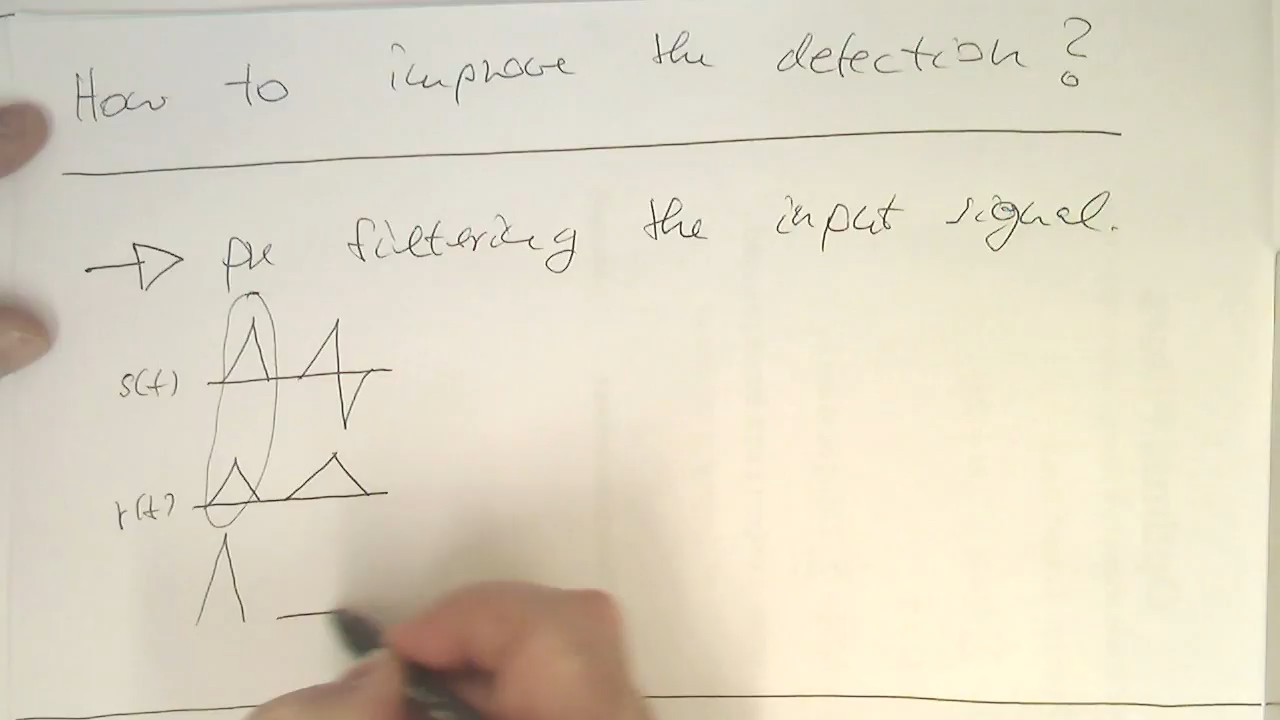 How to improve the detection?
pre filtering the input signal.
s(t)
r(t)